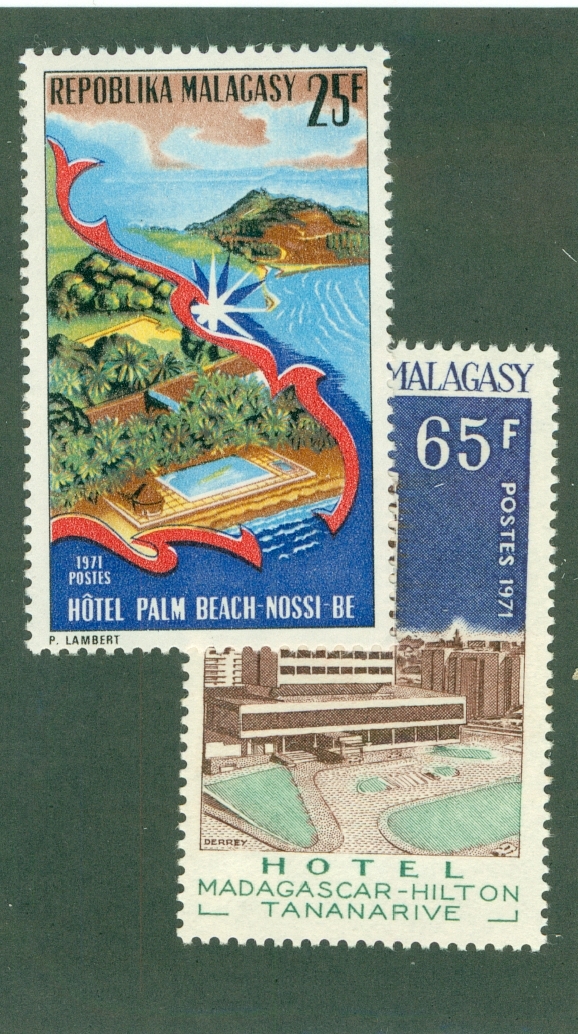 REPOBLIKA MALAGASY 25F
1971
POSTES
HÔTEL PALM BEACH-NOSSI-BE
P. LAMBERT
MALAGASY
65F
POSTES 1971
DERREY
HOTEL
MADAGASCAR-HILTON
TANANARIVE